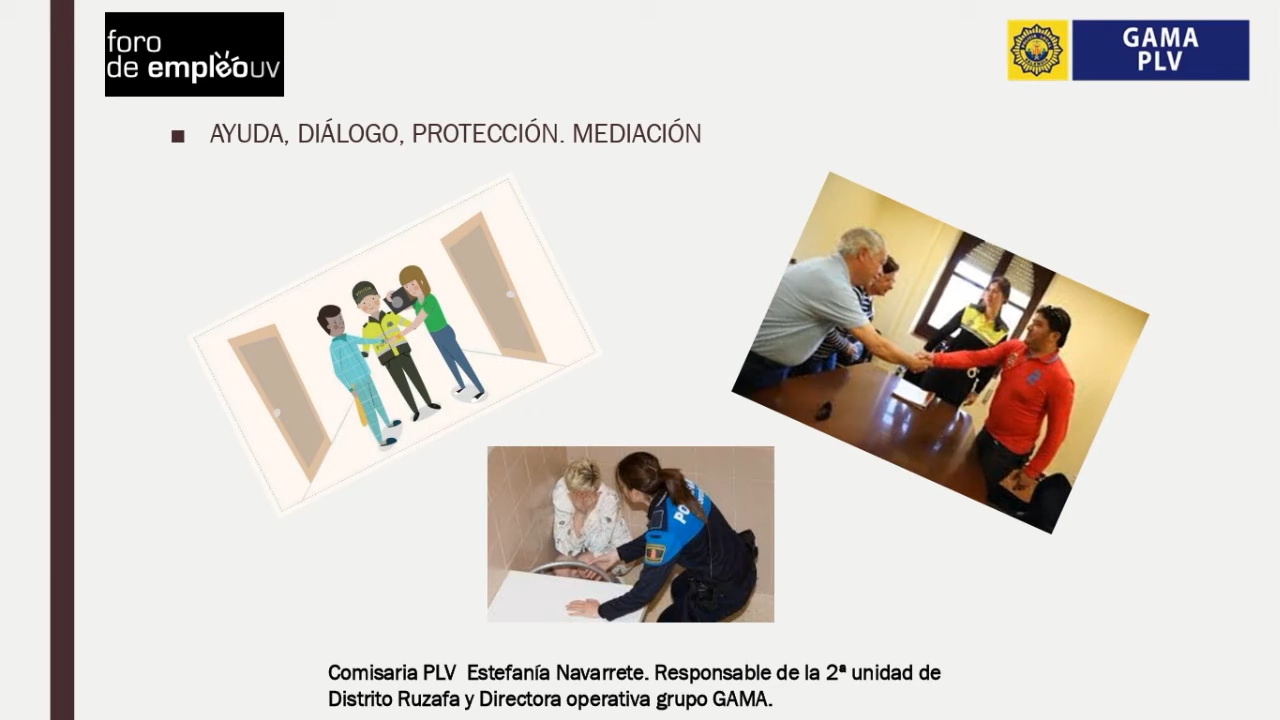 foro
de empleouv
GAMA
PLV
AYUDA, DIÁLOGO, PROTECCIÓN. MEDIACIÓN
Comisaria PLV Estefanía Navarrete. Responsable de la 2ª unidad de
Distrito Ruzafa y Directora operativa grupo GAMA.